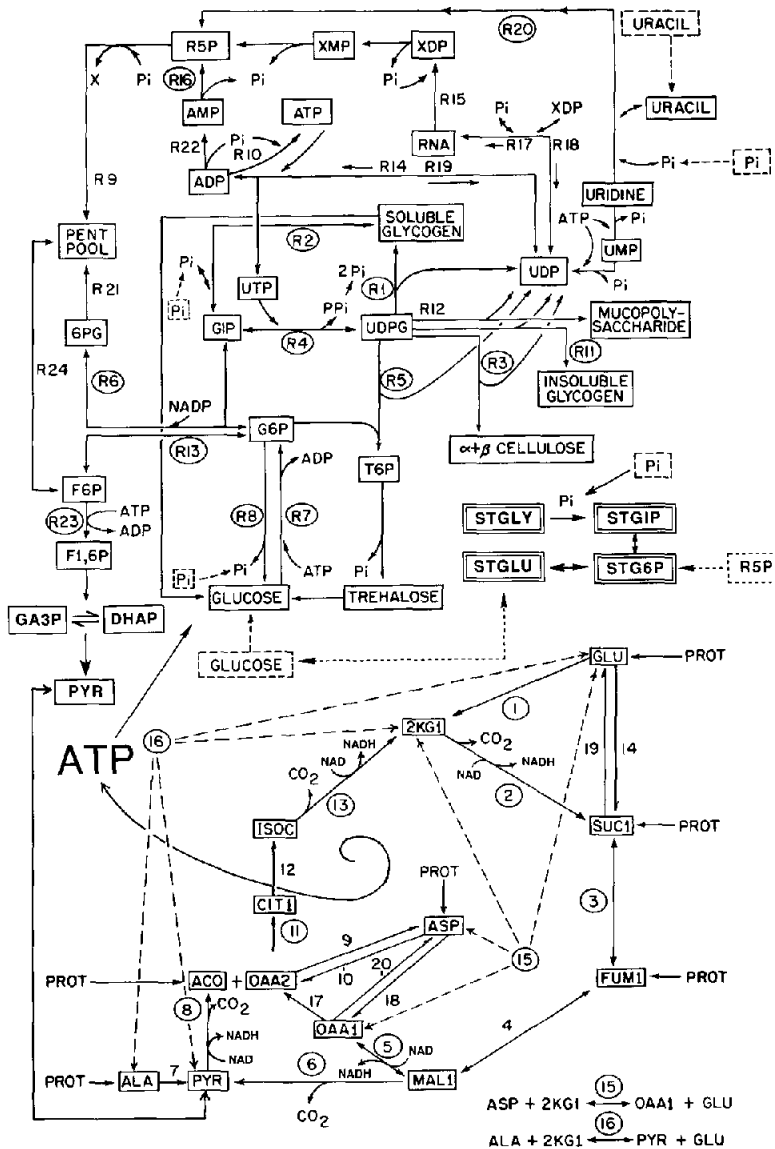 R20
URACIL
R5P
XMP
XDP
X
Pi
R16
Pi
Pi
AMP
ATP
R15
Pi
XDP
URACIL
R22
Pi
R10
RNA
R17
R18
Pi
Pi
R9
ADP
R14
R19
URIDINE
ATP
Pi
PENT
POOL
SOLUBLE
GLYCOGEN
UMP
R2
Pi
UTP
2 Pi
R1
UDP
Pi
R21
Pi
PPi
R12
MUCOPOLY-
SACCHARIDE
6PG
G1P
R4
UDPG
R3
R11
R24
R6
R5
INSOLUBLE
GLYCOGEN
NADP
R13
G6P
α+β CELLULOSE
ADP
T6P
Pi
F6P
ATP
R23
ADP
R8
R7
Pi
STGLY
STG1P
F1,6P
Pi
Pi
ATP
Pi
STGLU
STG6P
R5P
GA3P
DHAP
GLUCOSE
TREHALOSE
GLUCOSE
GLU
PROT
PYR
1
16
2KG1
ATP
CO2
NADH
NAD
CO2
NAD
NADH
19
14
13
2
ISOC
SUC1
PROT
12
PROT
3
CIT1
11
9
ASP
20
10
15
PROT
ACO + OAA2
18
FUM1
PROT
8
CO2
17
OAA1
4
NADH
NAD
5
NAD
6
NADH
PROT
ALA
7
PYR
MAL1
CO2
15
ASP + 2KG1 OAA1 + GLU
16
ALA + 2KG1 PYR + GLU